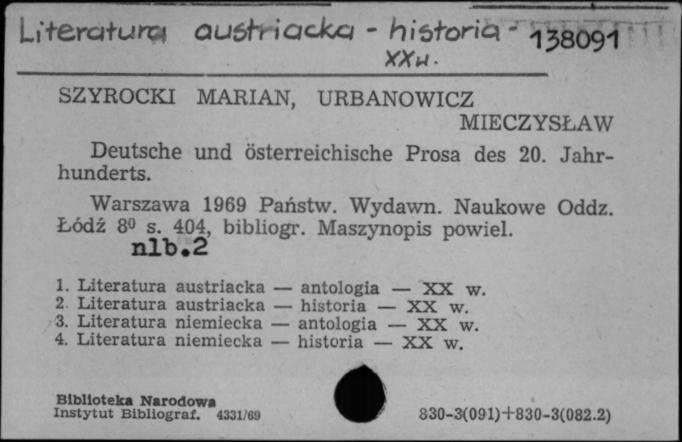 Literatura austriacka - historia - 138091
XX w.
SZYROCKI MARIAN, URBANOWICZ
MIECZYSŁAW
Deutsche und österreichische Prosa des 20. Jahr-
hunderts.
Warszawa 1969 Państw. Wydawn. Naukowe Oddz.
Łódź 8⁰ s. 404, bibliogr. Maszynopis powiel.
nlb.2
1. Literatura austriacka — antologia — XX w.
2. Literatura austriacka — historia — XX w.
3. Literatura niemiecka — antologia — XX w.
4. Literatura niemiecka — historia — XX w.
Biblioteka Narodowa
Instytut Bibliograf. 4331/69
830-3(091)+830-3(082.2)